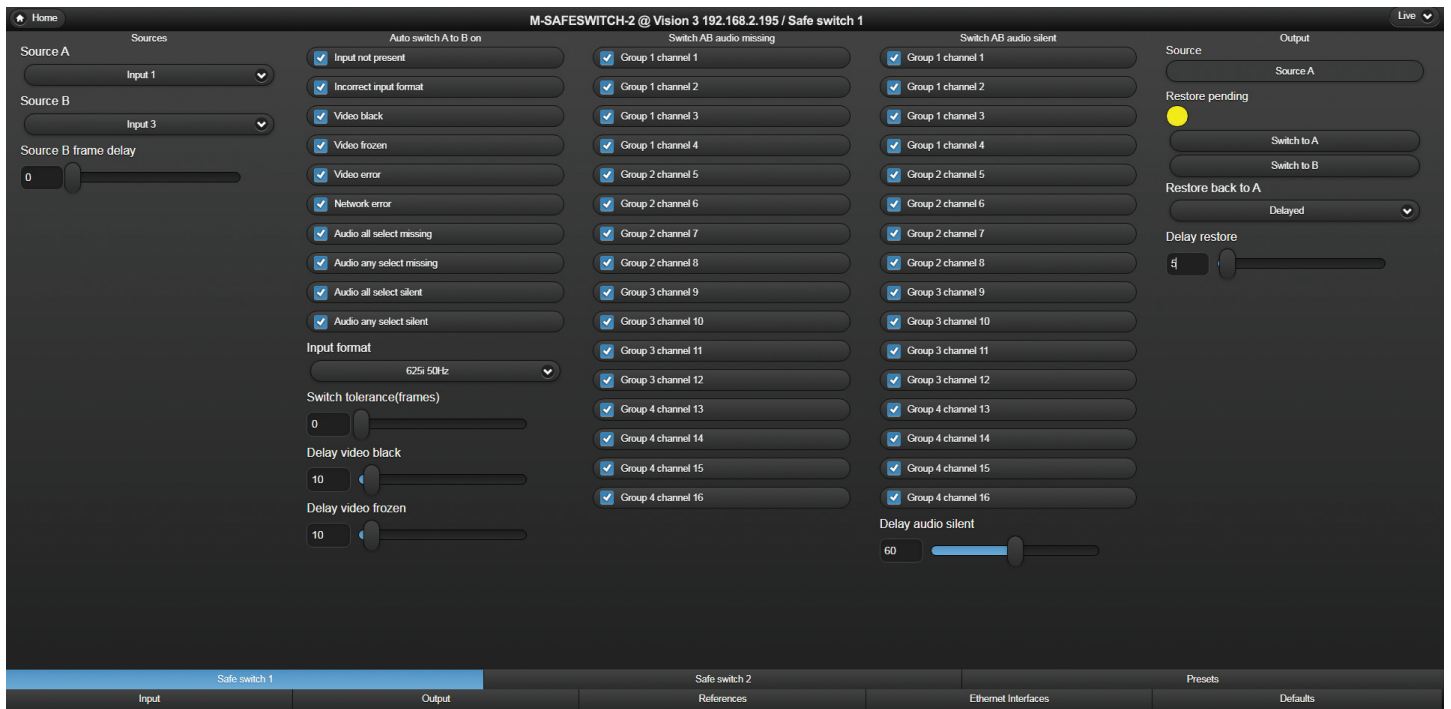 Home
M-SAFESWITCH-2 @ Vision 3 192.168.2.195 / Safe switch 1
Live
Sources
Source A
Input 1
Source B
Input 3
Source B frame delay
0
Auto switch A to B on
Input not present
Incorrect input format
Video black
Video frozen
Video error
Network error
Audio all select missing
Audio any select missing
Audio all select silent
Audio any select silent
Input format
625i 50Hz
Switch tolerance(frames)
0
Delay video black
10
Delay video frozen
10
Switch AB audio missing
Group 1 channel 1
Group 1 channel 2
Group 1 channel 3
Group 1 channel 4
Group 2 channel 5
Group 2 channel 6
Group 2 channel 7
Group 2 channel 8
Group 3 channel 9
Group 3 channel 10
Group 3 channel 11
Group 3 channel 12
Group 4 channel 13
Group 4 channel 14
Group 4 channel 15
Group 4 channel 16
Switch AB audio silent
Group 1 channel 1
Group 1 channel 2
Group 1 channel 3
Group 1 channel 4
Group 2 channel 5
Group 2 channel 6
Group 2 channel 7
Group 2 channel 8
Group 3 channel 9
Group 3 channel 10
Group 3 channel 11
Group 3 channel 12
Group 4 channel 13
Group 4 channel 14
Group 4 channel 15
Group 4 channel 16
Delay audio silent
60
Output
Source
Source A
Restore pending
Switch to A
Switch to B
Restore back to A
Delayed
Delay restore
5
Safe switch 1
Safe switch 2
Presets
Input
Output
References
Ethernet Interfaces
Defaults